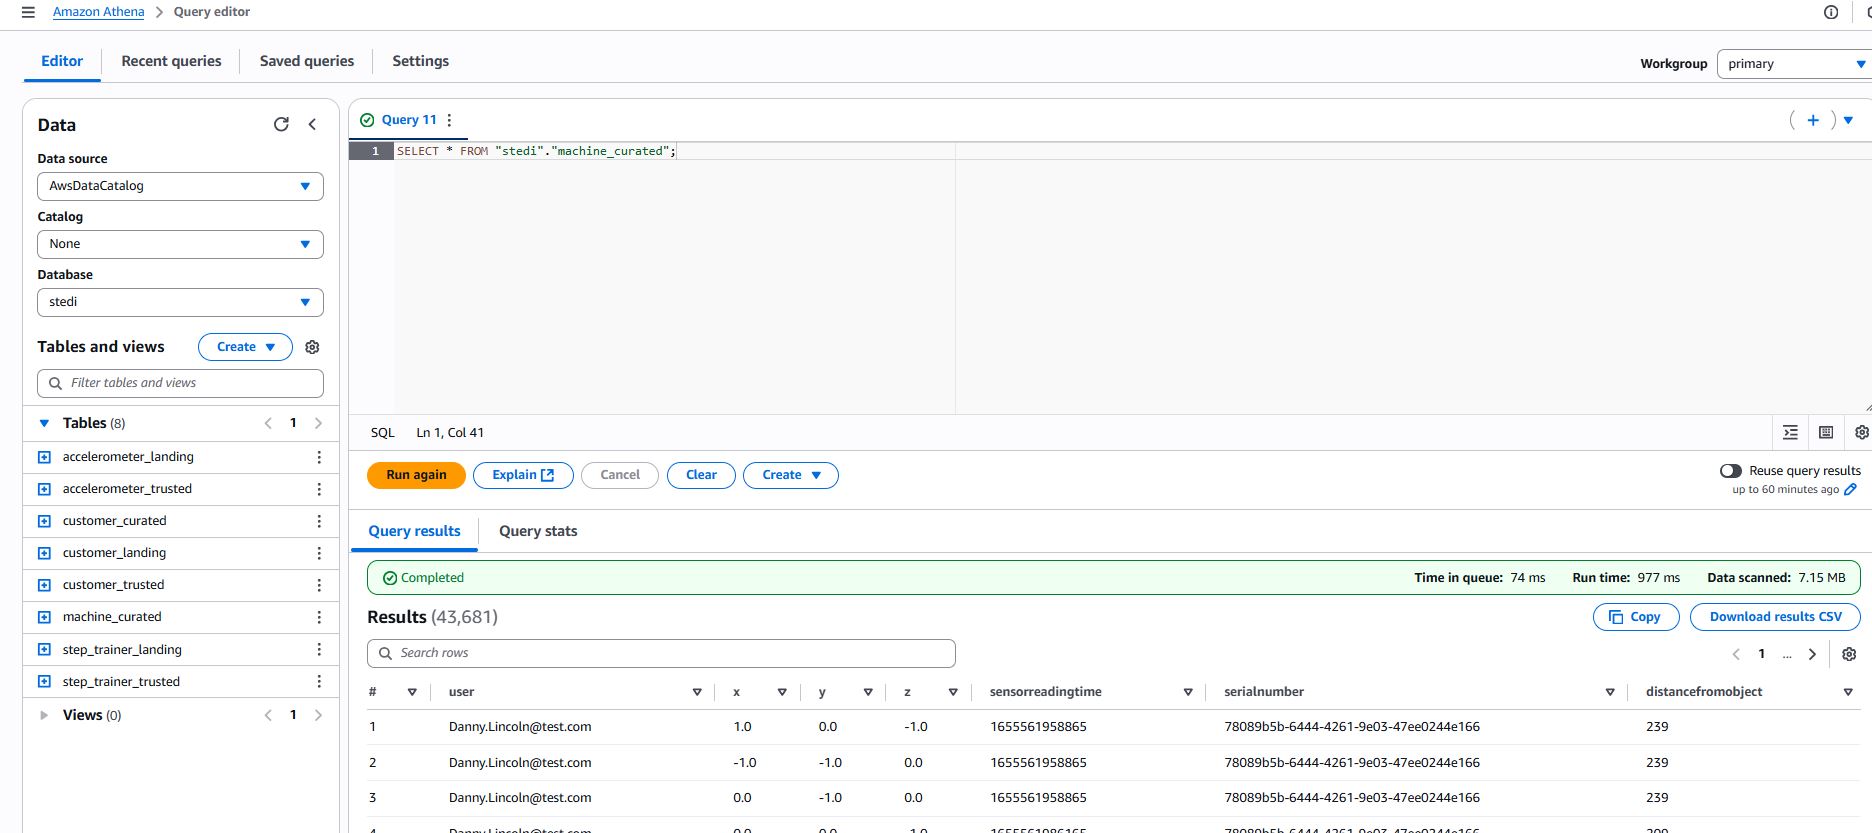 Amazon Athena > Query editor
Editor
Recent queries
Saved queries
Settings
Workgroup
primary
Data
Data source
AwsDataCatalog
Catalog
None
Database
stedi
Tables and views
Create
Filter tables and views
Tables (8)
< 1 >
accelerometer_landing
accelerometer_trusted
customer_curated
customer_landing
customer_trusted
machine_curated
step_trainer_landing
step_trainer_trusted
Views (0)
< 1 >
Query 11
1 SELECT * FROM "stedi"."machine_curated";
SQL Ln 1, Col 41
Run again
Explain
Cancel
Clear
Create
Reuse query results
up to 60 minutes ago
Query results
Query stats
Completed
Time in queue: 74 ms Run time: 977 ms Data scanned: 7.15 MB
Results (43,681)
Copy
Download results CSV
Search rows
< 1 ... >
# user x y z sensorreadingtime serialnumber distancefromobject
1 Danny.Lincoln@test.com 1.0 0.0 -1.0 1655561958865 78089b5b-6444-4261-9e03-47ee0244e166 239
2 Danny.Lincoln@test.com -1.0 -1.0 0.0 1655561958865 78089b5b-6444-4261-9e03-47ee0244e166 239
3 Danny.Lincoln@test.com 0.0 -1.0 0.0 1655561958865 78089b5b-6444-4261-9e03-47ee0244e166 239